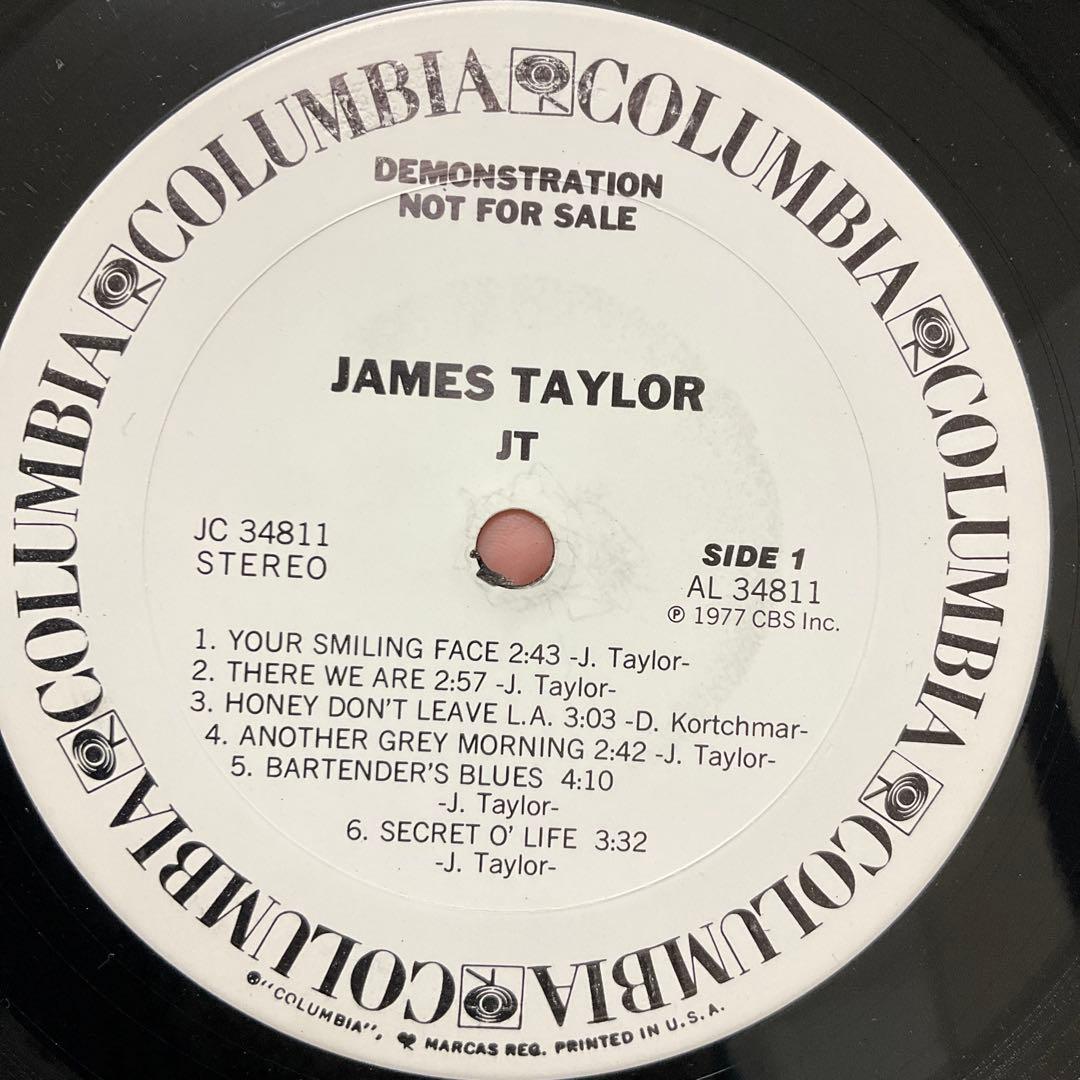 COLUMBIA COLUMBIA COLUMBIA COLUMBIA COLUMBIA COLUMBIA COLUMBIA COLUMBIA
DEMONSTRATION
NOT FOR SALE
JAMES TAYLOR
JT
JC 34811
STEREO
SIDE 1
AL 34811
℗ 1977 CBS Inc.
1. YOUR SMILING FACE 2:43 -J. Taylor-
2. THERE WE ARE 2:57 -J. Taylor-
3. HONEY DON'T LEAVE L.A. 3:03 -D. Kortchmar-
4. ANOTHER GREY MORNING 2:42 -J. Taylor-
5. BARTENDER'S BLUES 4:10
-J. Taylor-
6. SECRET O' LIFE 3:32
-J. Taylor-
®"COLUMBIA", MARCAS REG. PRINTED IN U.S.A.